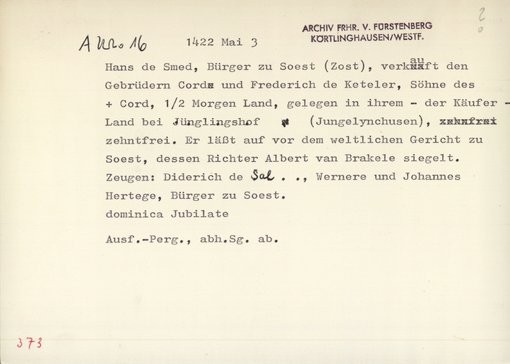 2
ARCHIV FRHR. V. FÜRSTENBERG
KÖRTLINGHAUSEN/WESTF.
A Urk. 16 1422 Mai 3
Hans de Smed, Bürger zu Soest (Zost), verkauft den
Gebrüdern Cord und Frederich de Keteler, Söhne des
+ Cord, 1/2 Morgen Land, gelegen in ihrem - der Käufer -
Land bei Jünglingshof (Jungelynchusen),
zehntfrei. Er läßt auf vor dem weltlichen Gericht zu
Soest, dessen Richter Albert van Brakele siegelt.
Zeugen: Diderich de Sal . ., Wernere und Johannes
Hertege, Bürger zu Soest.
dominica Jubilate
Ausf.-Perg., abh.Sg. ab.
373